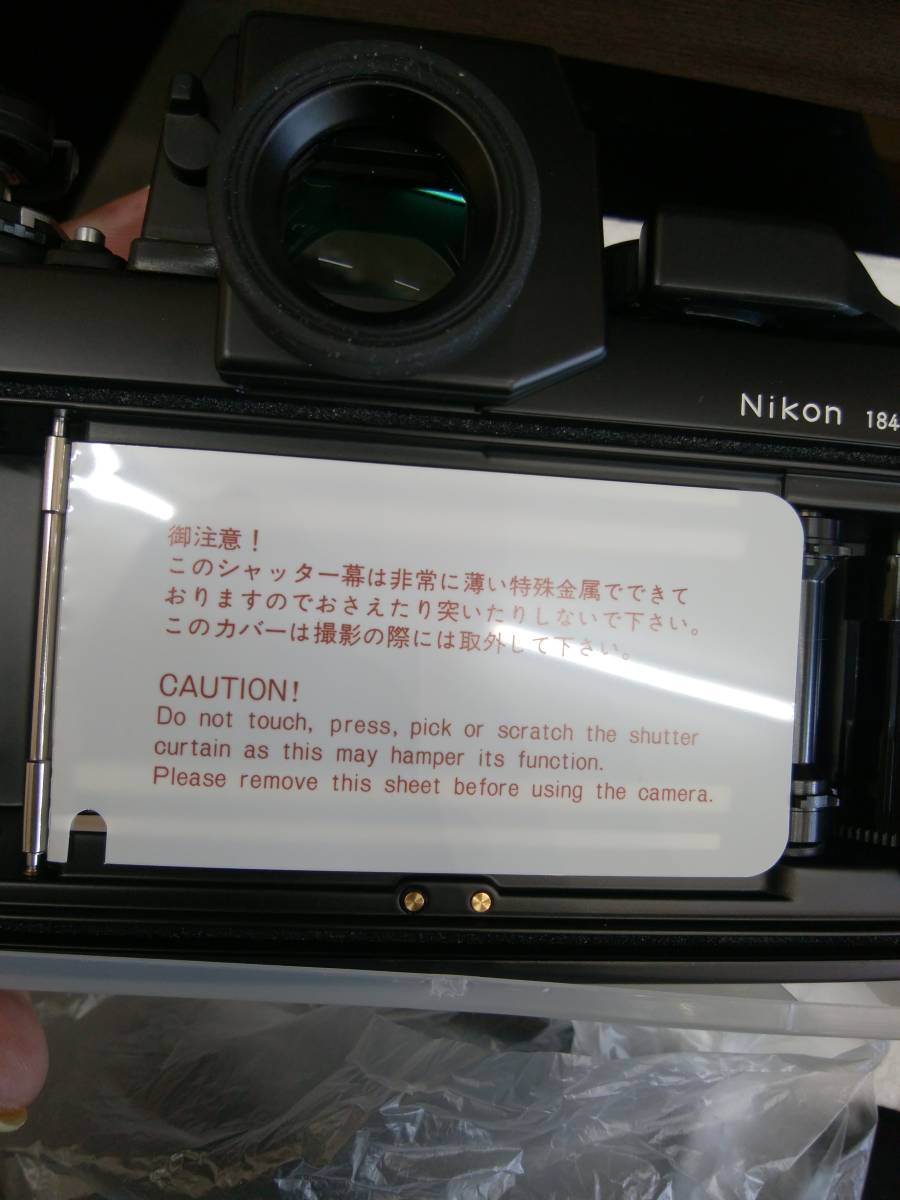 Nikon 184
御注意！
このシャッター幕は非常に薄い特殊金属でできて
おりますのでおさえたり突いたりしないで下さい。
このカバーは撮影の際には取外して下さい。
CAUTION!
Do not touch, press, pick or scratch the shutter
curtain as this may hamper its function.
Please remove this sheet before using the camera.